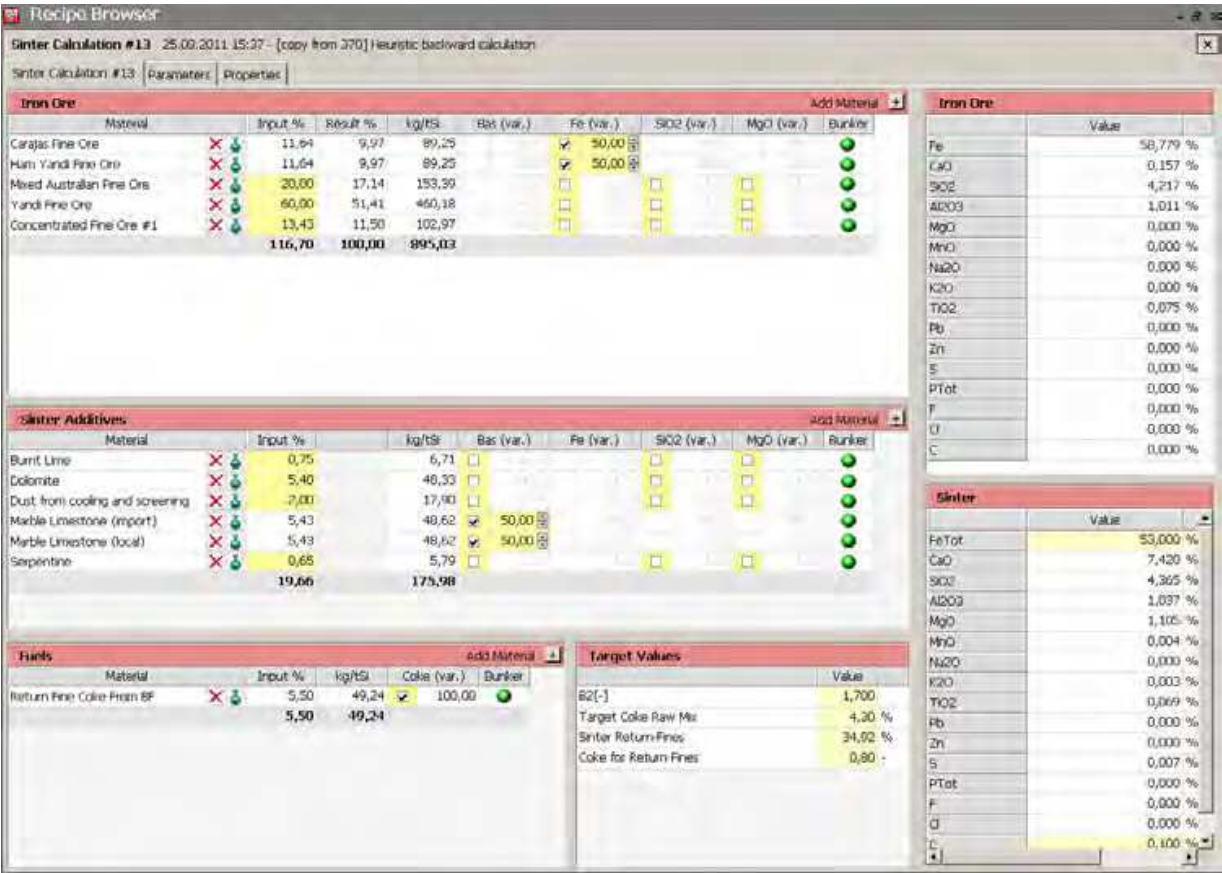 Recipe Browser
Sinter Calculation #13 25.09.2011 15:37 - [copy from 370] Heuristic backward calculation
Sinter Calculation #13 Parameters Properties
Iron Ore Add Material +
Material Input % Result % kg/tSi Bas (var.) Fe (var.) SiO2 (var.) MgO (var.) Bunker
Carajas Fine Ore 11,64 9,97 89,25 50,00
Ham Yandi Fine Ore 11,64 9,97 89,25 50,00
Mixed Australian Fine Ore 20,00 17,14 153,39
Yandi Fine Ore 60,00 51,41 460,18
Concentrated Fine Ore #1 13,43 11,50 102,97
116,70 100,00 895,03
Sinter Additives Add Material +
Material Input % kg/tSi Bas (var.) Fe (var.) SiO2 (var.) MgO (var.) Bunker
Burnt Lime 0,75 6,71
Dolomite 5,40 48,33
Dust from cooling and screening 2,00 17,90
Marble Limestone (import) 5,43 48,62 50,00
Marble Limestone (local) 5,43 48,62 50,00
Serpentine 0,65 5,79
19,66 175,98
Fuels Add Material +
Material Input % kg/tSi Coke (var.) Bunker
Return Fine Coke From BF 5,50 49,24 100,00
5,50 49,24
Target Values
Value
B2[-] 1,700
Target Coke Raw Mix 4,30 %
Sinter Return Fines 34,02 %
Coke for Return Fines 0,80 -
Iron Ore
Value
Fe 58,779 %
CaO 0,157 %
SiO2 4,217 %
Al2O3 1,011 %
MgO 0,000 %
MnO 0,000 %
Na2O 0,000 %
K2O 0,000 %
TiO2 0,075 %
Pb 0,000 %
Zn 0,000 %
S 0,000 %
PTot 0,000 %
F 0,000 %
Cl 0,000 %
C 0,000 %
Sinter
Value
FeTot 53,000 %
CaO 7,420 %
SiO2 4,365 %
Al2O3 1,037 %
MgO 1,105 %
MnO 0,004 %
Na2O 0,000 %
K2O 0,003 %
TiO2 0,069 %
Pb 0,000 %
Zn 0,000 %
S 0,007 %
PTot 0,000 %
F 0,000 %
Cl 0,000 %
C 0,100 %